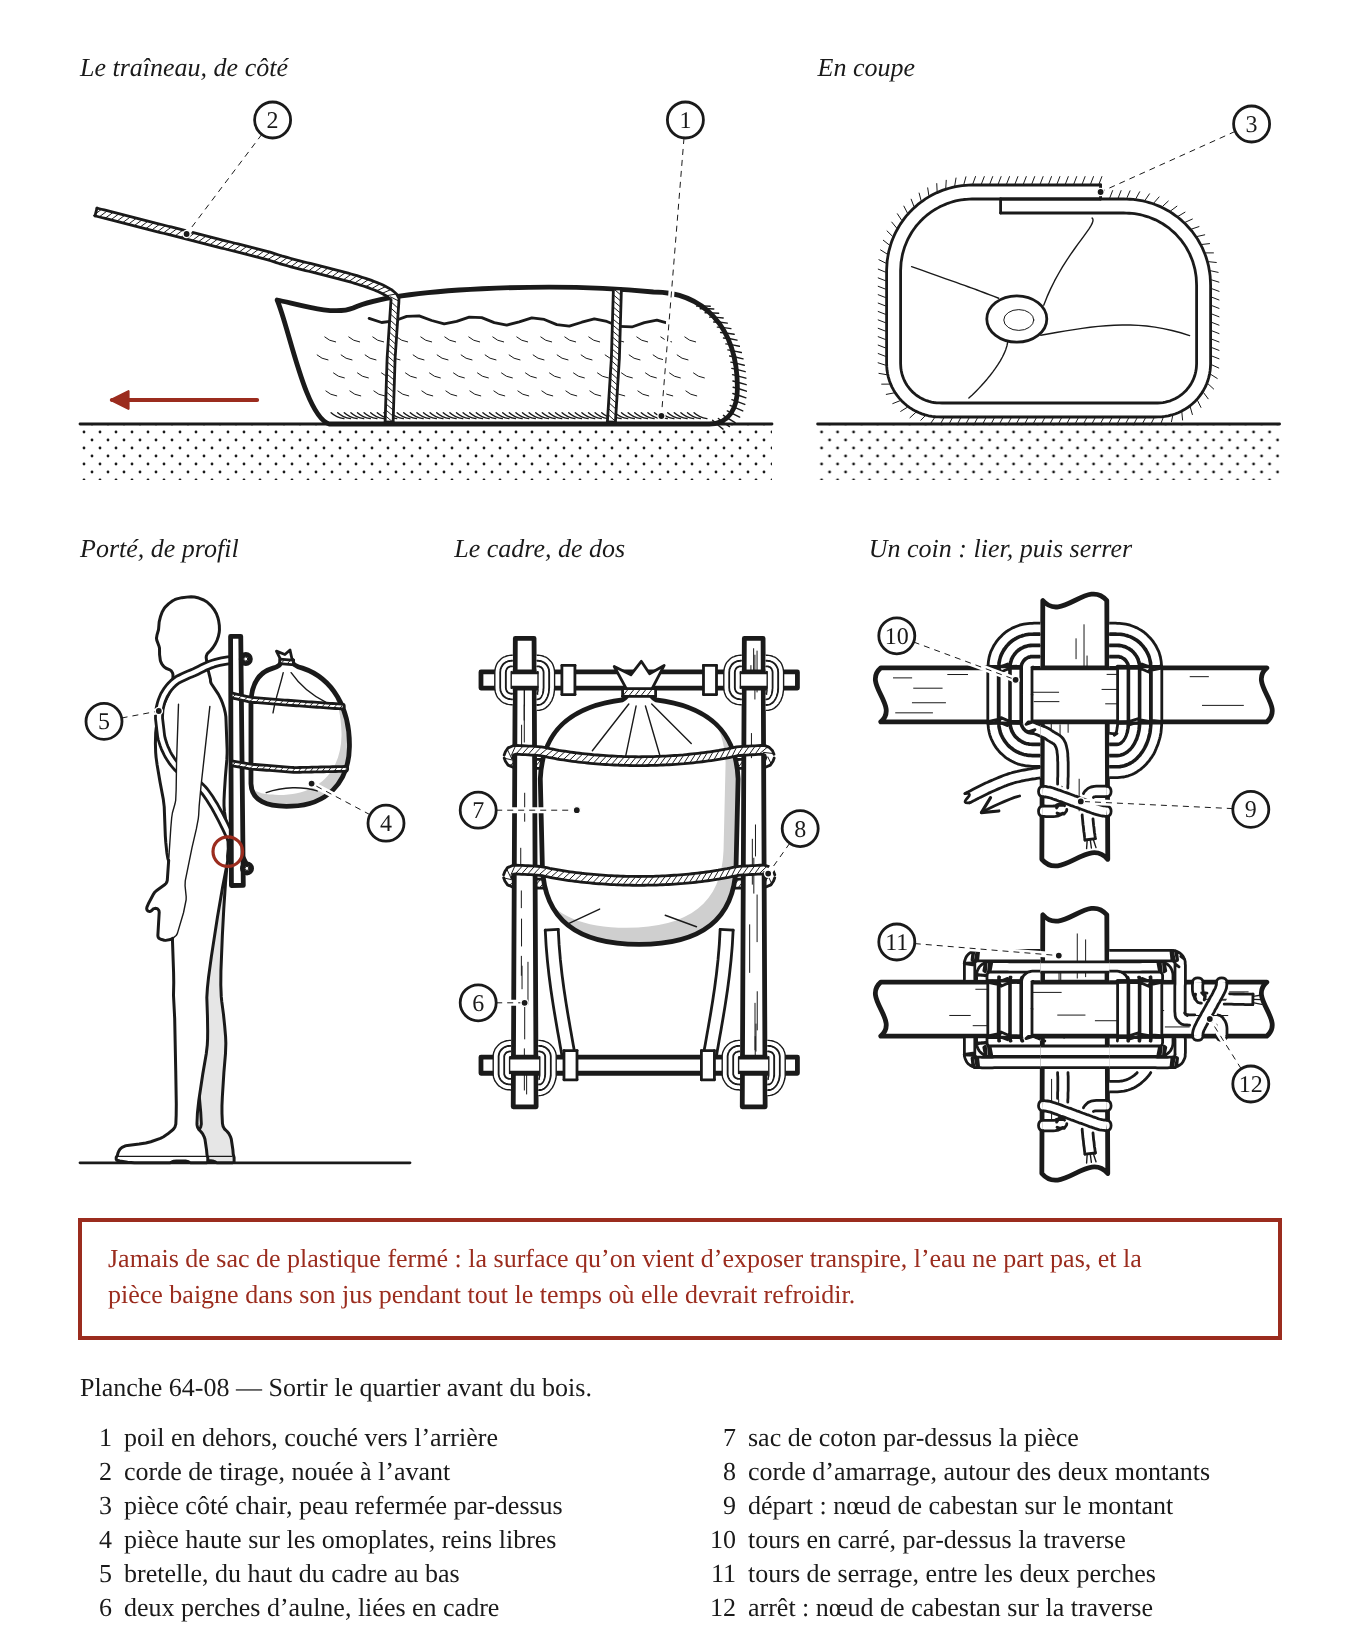 Le traîneau, de côté
En coupe
2
1
3
Porté, de profil
Le cadre, de dos
Un coin : lier, puis serrer
10
5
7
9
4
8
11
6
12
Jamais de sac de plastique fermé : la surface qu’on vient d’exposer transpire, l’eau ne part pas, et la
pièce baigne dans son jus pendant tout le temps où elle devrait refroidir.
Planche 64-08 — Sortir le quartier avant du bois.
1 poil en dehors, couché vers l’arrière
2 corde de tirage, nouée à l’avant
3 pièce côté chair, peau refermée par-dessus
4 pièce haute sur les omoplates, reins libres
5 bretelle, du haut du cadre au bas
6 deux perches d’aulne, liées en cadre
7 sac de coton par-dessus la pièce
8 corde d’amarrage, autour des deux montants
9 départ : nœud de cabestan sur le montant
10 tours en carré, par-dessus la traverse
11 tours de serrage, entre les deux perches
12 arrêt : nœud de cabestan sur la traverse